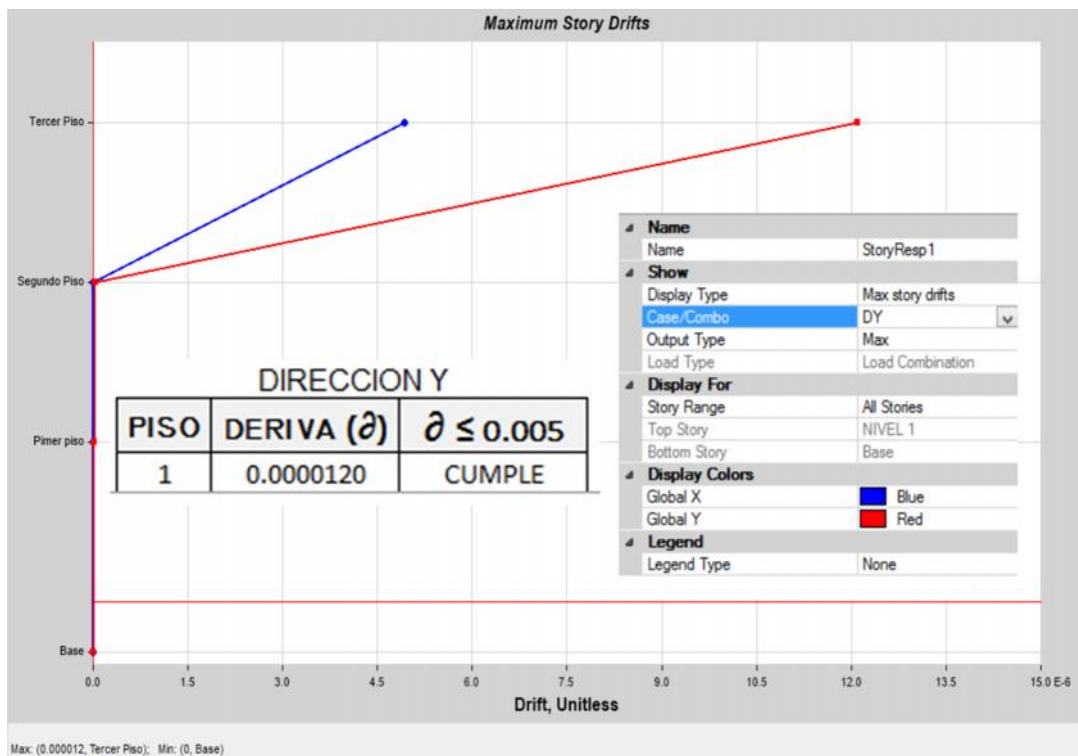 Maximum Story Drifts
Tercer Piso
Segundo Piso
Pimer piso
Base
Name
Name StoryResp1
Show
Display Type Max story drifts
Case/Combo DY
Output Type Max
Load Type Load Combination
Display For
Story Range All Stories
Top Story NIVEL 1
Bottom Story Base
Display Colors
Global X Blue
Global Y Red
Legend
Legend Type None
DIRECCION Y
PISO DERIVA (∂) ∂ ≤ 0.005
1 0.0000120 CUMPLE
0.0 1.5 3.0 4.5 6.0 7.5 9.0 10.5 12.0 13.5 15.0 E-6
Drift, Unitless
Max: (0.000012, Tercer Piso); Min: (0, Base)